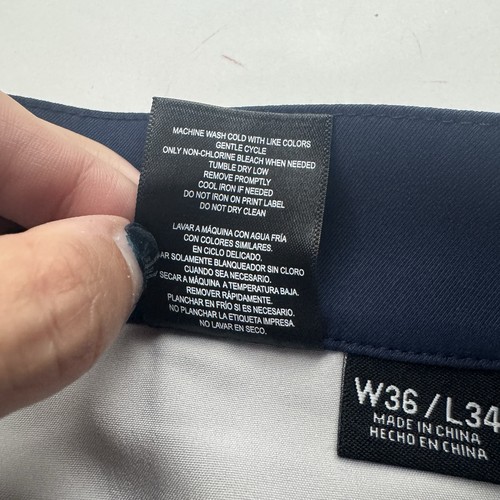 MACHINE WASH COLD WITH LIKE COLORS
GENTLE CYCLE
ONLY NON-CHLORINE BLEACH WHEN NEEDED
TUMBLE DRY LOW
REMOVE PROMPTLY
COOL IRON IF NEEDED
DO NOT IRON ON PRINT LABEL
DO NOT DRY CLEAN
LAVAR A MÁQUINA CON AGUA FRÍA
CON COLORES SIMILARES.
EN CICLO DELICADO.
AR SOLAMENTE BLANQUEADOR SIN CLORO
CUANDO SEA NECESARIO.
SECAR A MÁQUINA A TEMPERATURA BAJA.
REMOVER RÁPIDAMENTE.
PLANCHAR EN FRÍO SI ES NECESARIO.
NO PLANCHAR LA ETIQUETA IMPRESA.
NO LAVAR EN SECO.
W36 / L34
MADE IN CHINA
HECHO EN CHINA